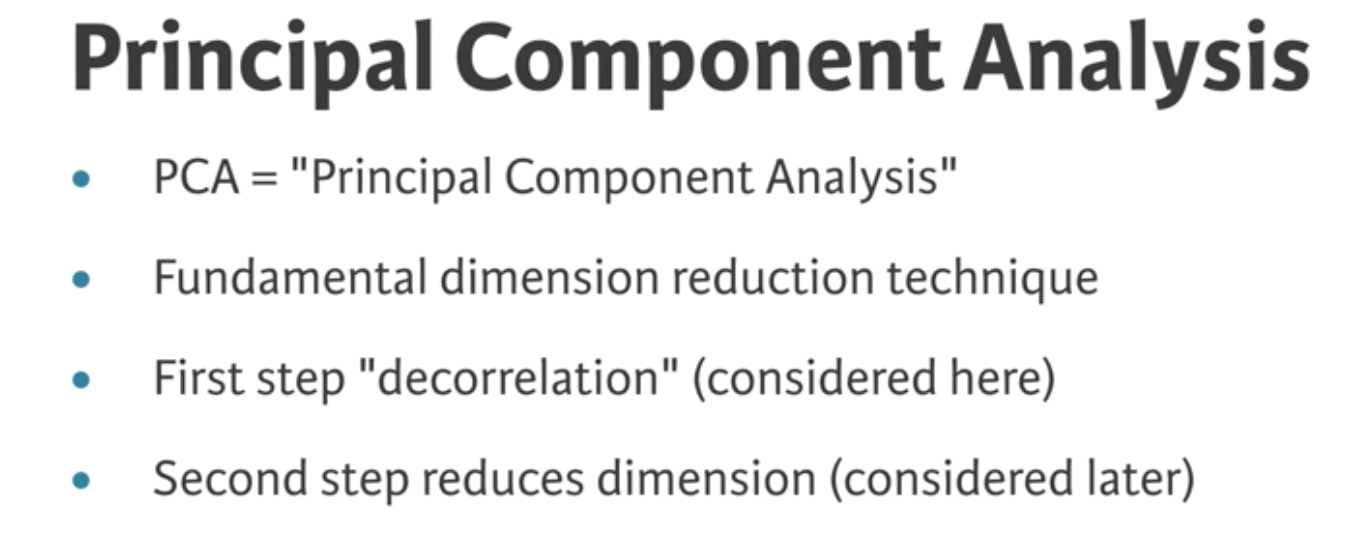 Principal Component Analysis
• PCA = "Principal Component Analysis"
• Fundamental dimension reduction technique
• First step "decorrelation" (considered here)
• Second step reduces dimension (considered later)